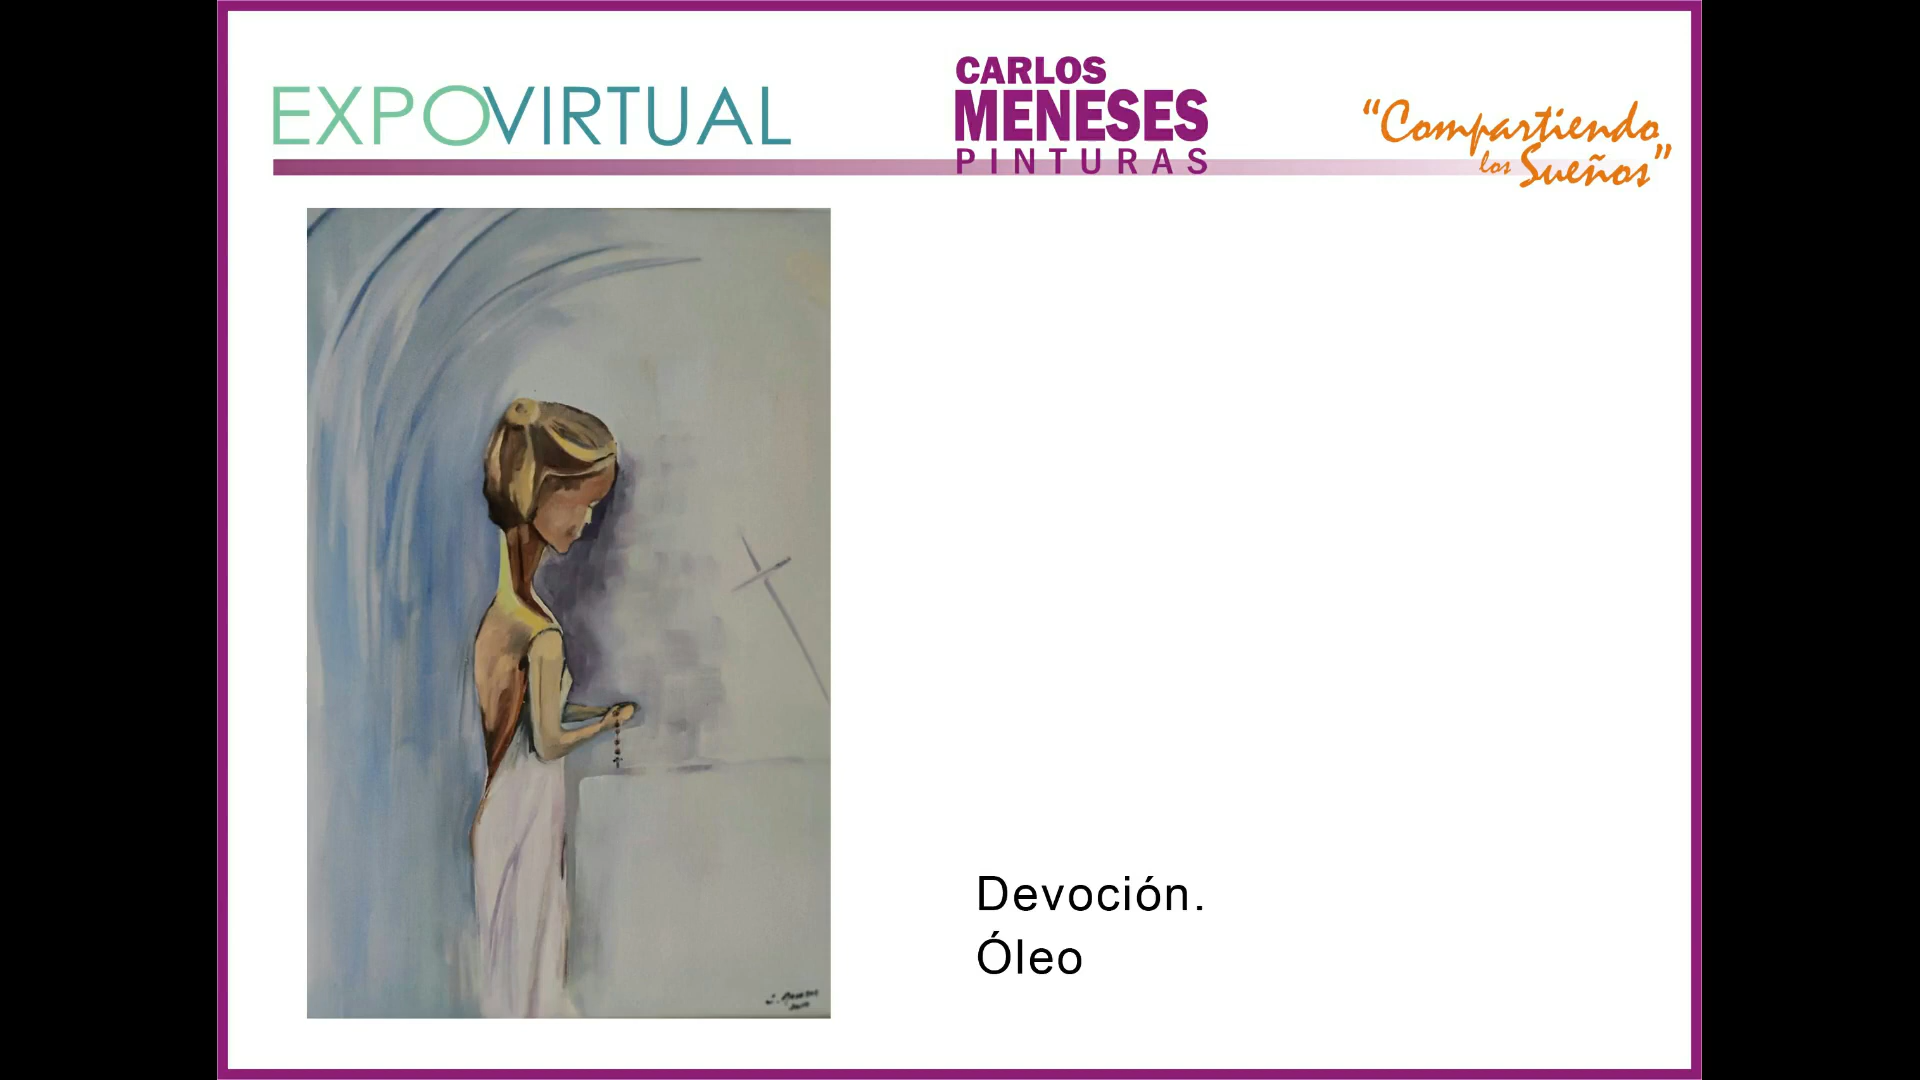 EXPOVIRTUAL
CARLOS
MENESES
PINTURAS
“Compartiendo
los Sueños”
Devoción.
Óleo